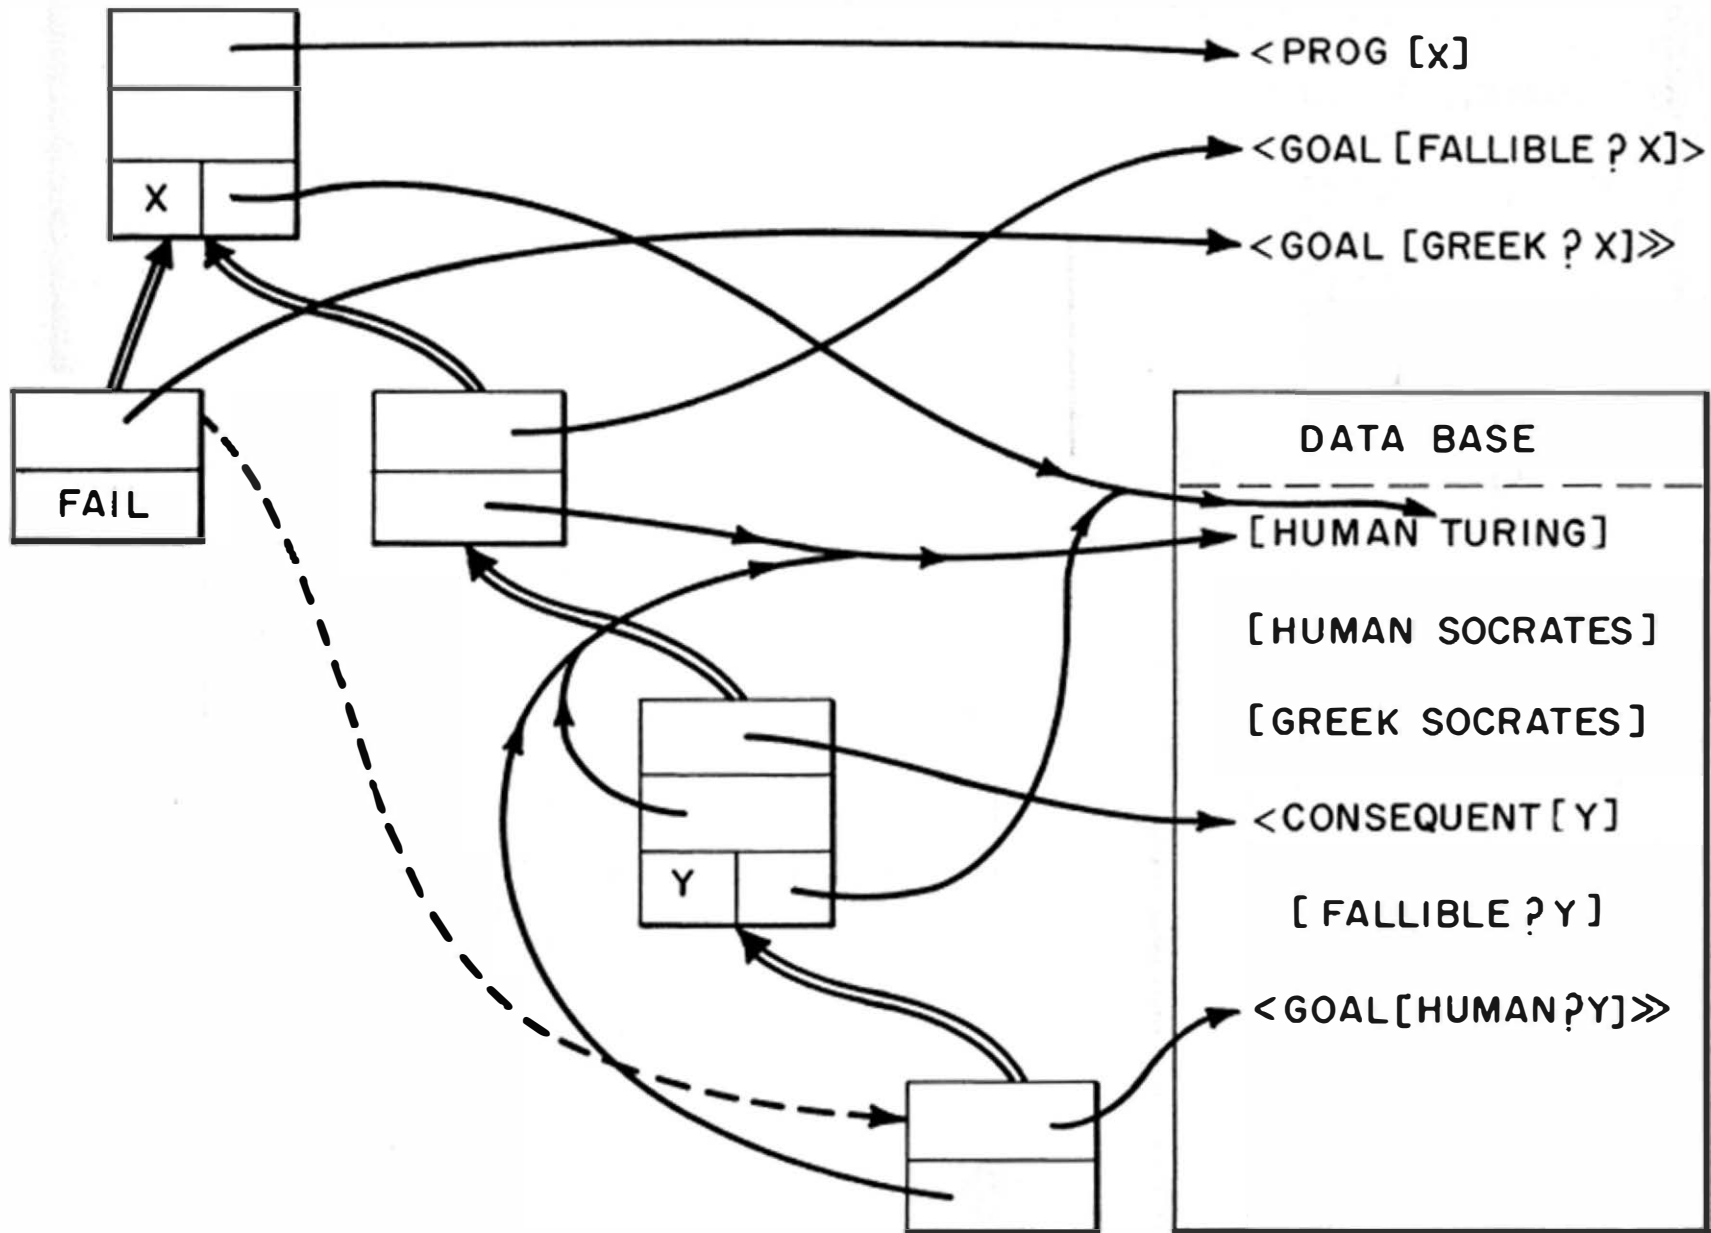 <PROG [X]
X
<GOAL [FALLIBLE ? X]>
<GOAL [GREEK ? X]>>
FAIL
DATA BASE
[HUMAN TURING]
[HUMAN SOCRATES]
[GREEK SOCRATES]
Y
<CONSEQUENT [Y]
[FALLIBLE ? Y]
<GOAL [HUMAN ? Y]>>